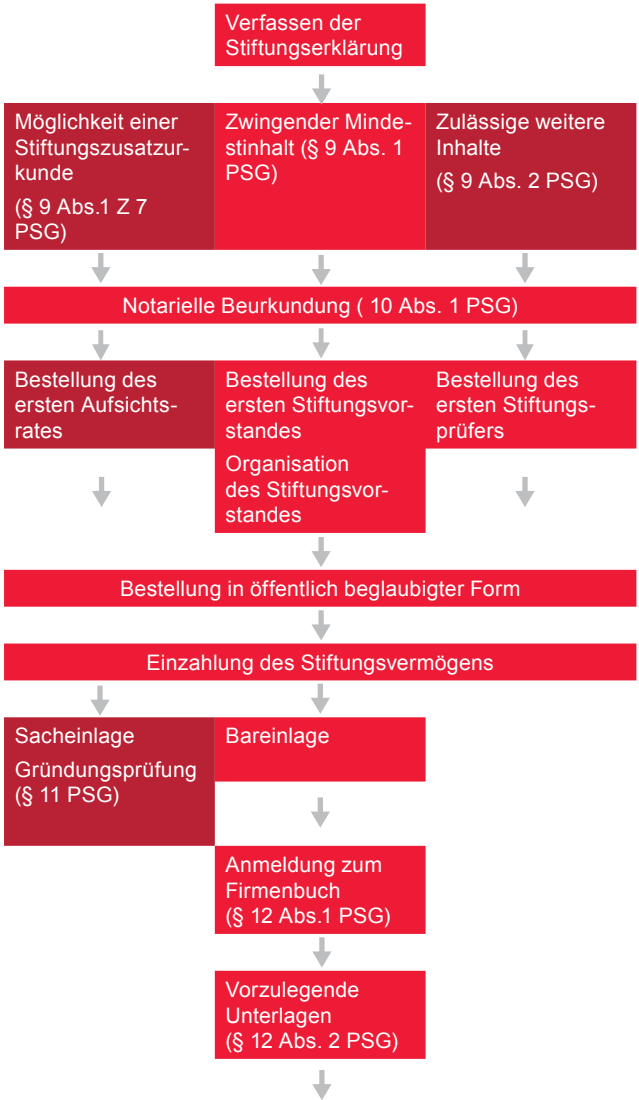 Verfassen der
Stiftungserklärung
Möglichkeit einer
Stiftungszusatzur-
kunde
(§ 9 Abs.1 Z 7
PSG)
Zwingender Minde-
stinhalt (§ 9 Abs. 1
PSG)
Zulässige weitere
Inhalte
(§ 9 Abs. 2 PSG)
Notarielle Beurkundung ( 10 Abs. 1 PSG)
Bestellung des
ersten Aufsichts-
rates
Bestellung des
ersten Stiftungsvor-
standes
Organisation
des Stiftungsvor-
standes
Bestellung des
ersten Stiftungs-
prüfers
Bestellung in öffentlich beglaubigter Form
Einzahlung des Stiftungsvermögens
Sacheinlage
Gründungsprüfung
(§ 11 PSG)
Bareinlage
Anmeldung zum
Firmenbuch
(§ 12 Abs.1 PSG)
Vorzulegende
Unterlagen
(§ 12 Abs. 2 PSG)